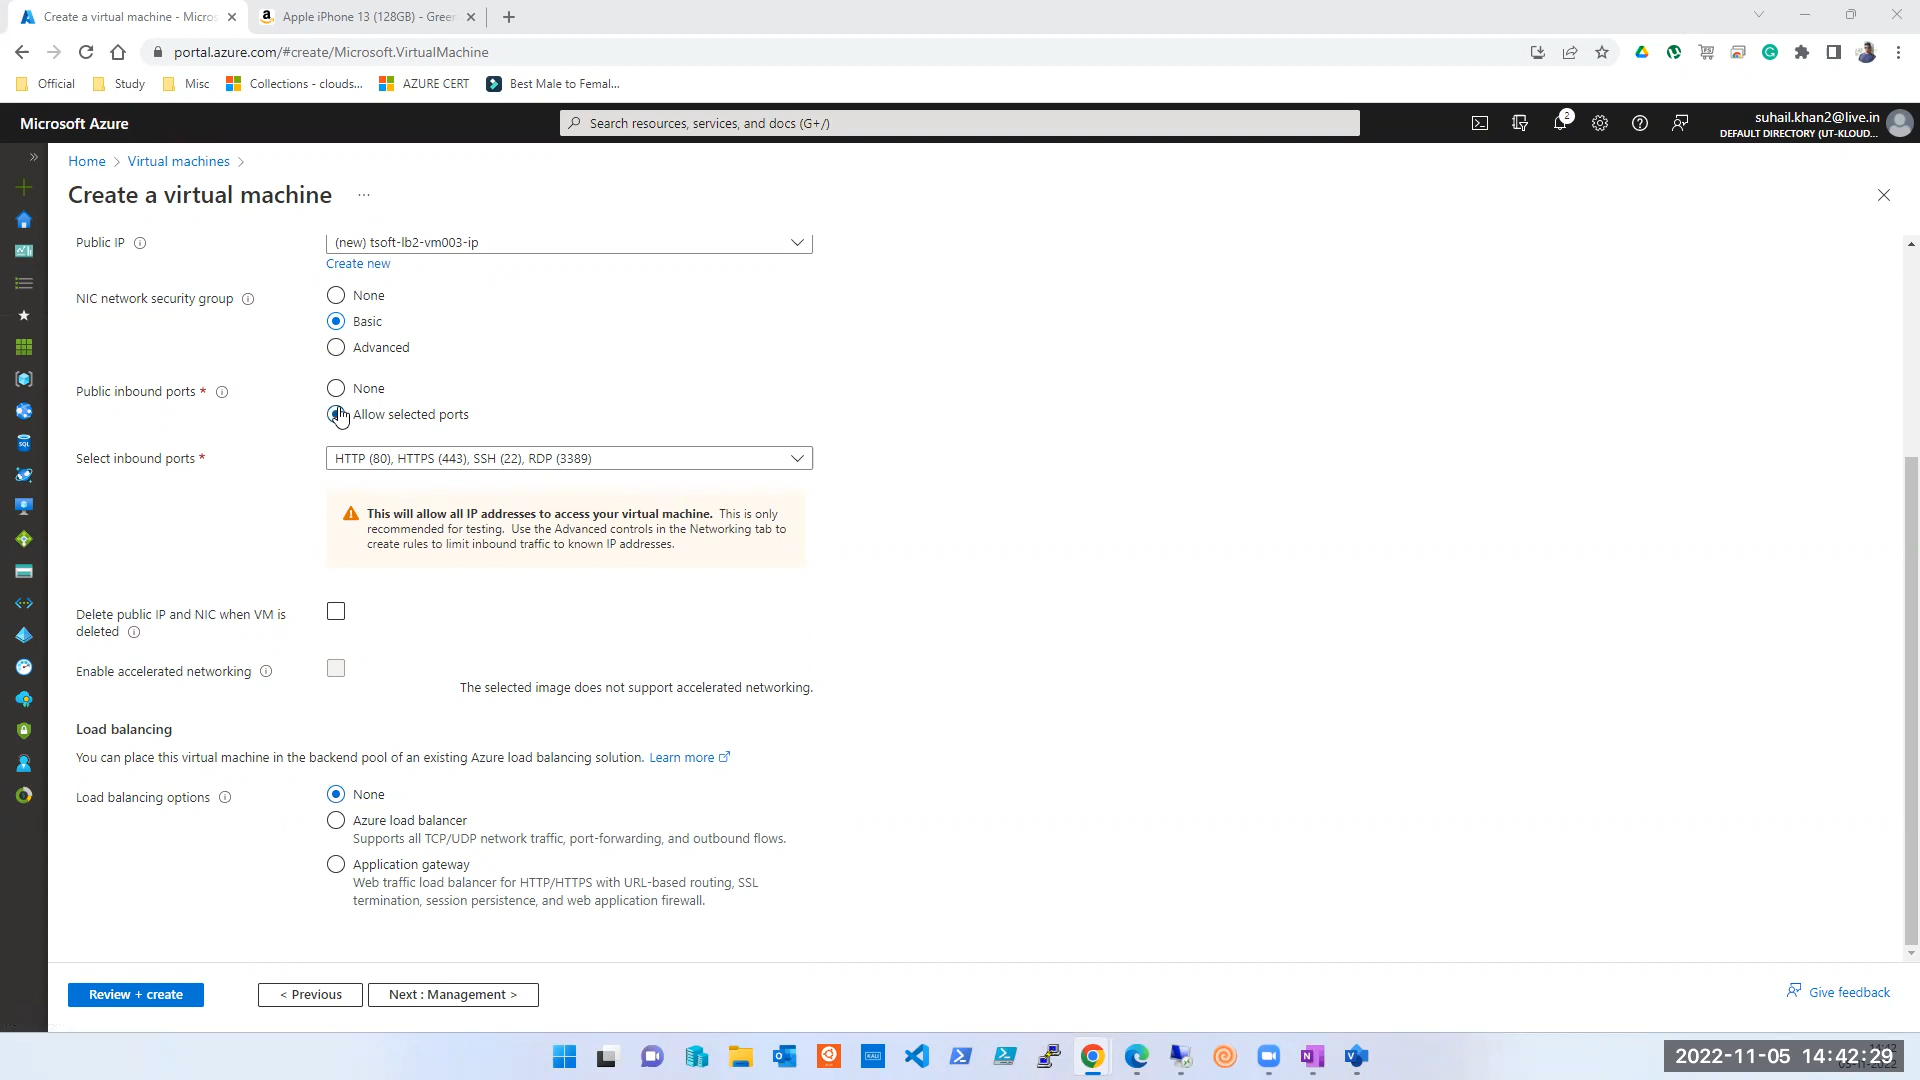 Create a virtual machine - Micros
Apple iPhone 13 (128GB) - Green
portal.azure.com/#create/Microsoft.VirtualMachine
Official
Study
Misc
Collections - clouds...
AZURE CERT
Best Male to Femal...
Microsoft Azure
Search resources, services, and docs (G+/)
2
suhail.khan2@live.in
DEFAULT DIRECTORY (UT-KLOUD...
Home > Virtual machines >
Create a virtual machine ...
Public IP
(new) tsoft-lb2-vm003-ip
Create new
NIC network security group
None
Basic
Advanced
Public inbound ports *
None
Allow selected ports
Select inbound ports *
HTTP (80), HTTPS (443), SSH (22), RDP (3389)
This will allow all IP addresses to access your virtual machine. This is only
recommended for testing. Use the Advanced controls in the Networking tab to
create rules to limit inbound traffic to known IP addresses.
Delete public IP and NIC when VM is
deleted
Enable accelerated networking
The selected image does not support accelerated networking.
Load balancing
You can place this virtual machine in the backend pool of an existing Azure load balancing solution. Learn more
Load balancing options
None
Azure load balancer
Supports all TCP/UDP network traffic, port-forwarding, and outbound flows.
Application gateway
Web traffic load balancer for HTTP/HTTPS with URL-based routing, SSL
termination, session persistence, and web application firewall.
Review + create
< Previous
Next : Management >
Give feedback
2022-11-05 14:42:29